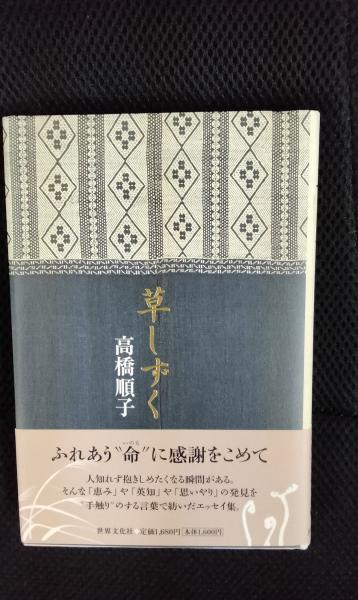 草しずく
高橋順子
ふれあう〝命〟に感謝をこめて
いのち
人知れず抱きしめたくなる瞬間がある。
そんな「恵み」や「英知」や「思いやり」の発見を
〝手触り〟のする言葉で紡いだエッセイ集。
世界文化社 ●定価1,680円 本体1,600円